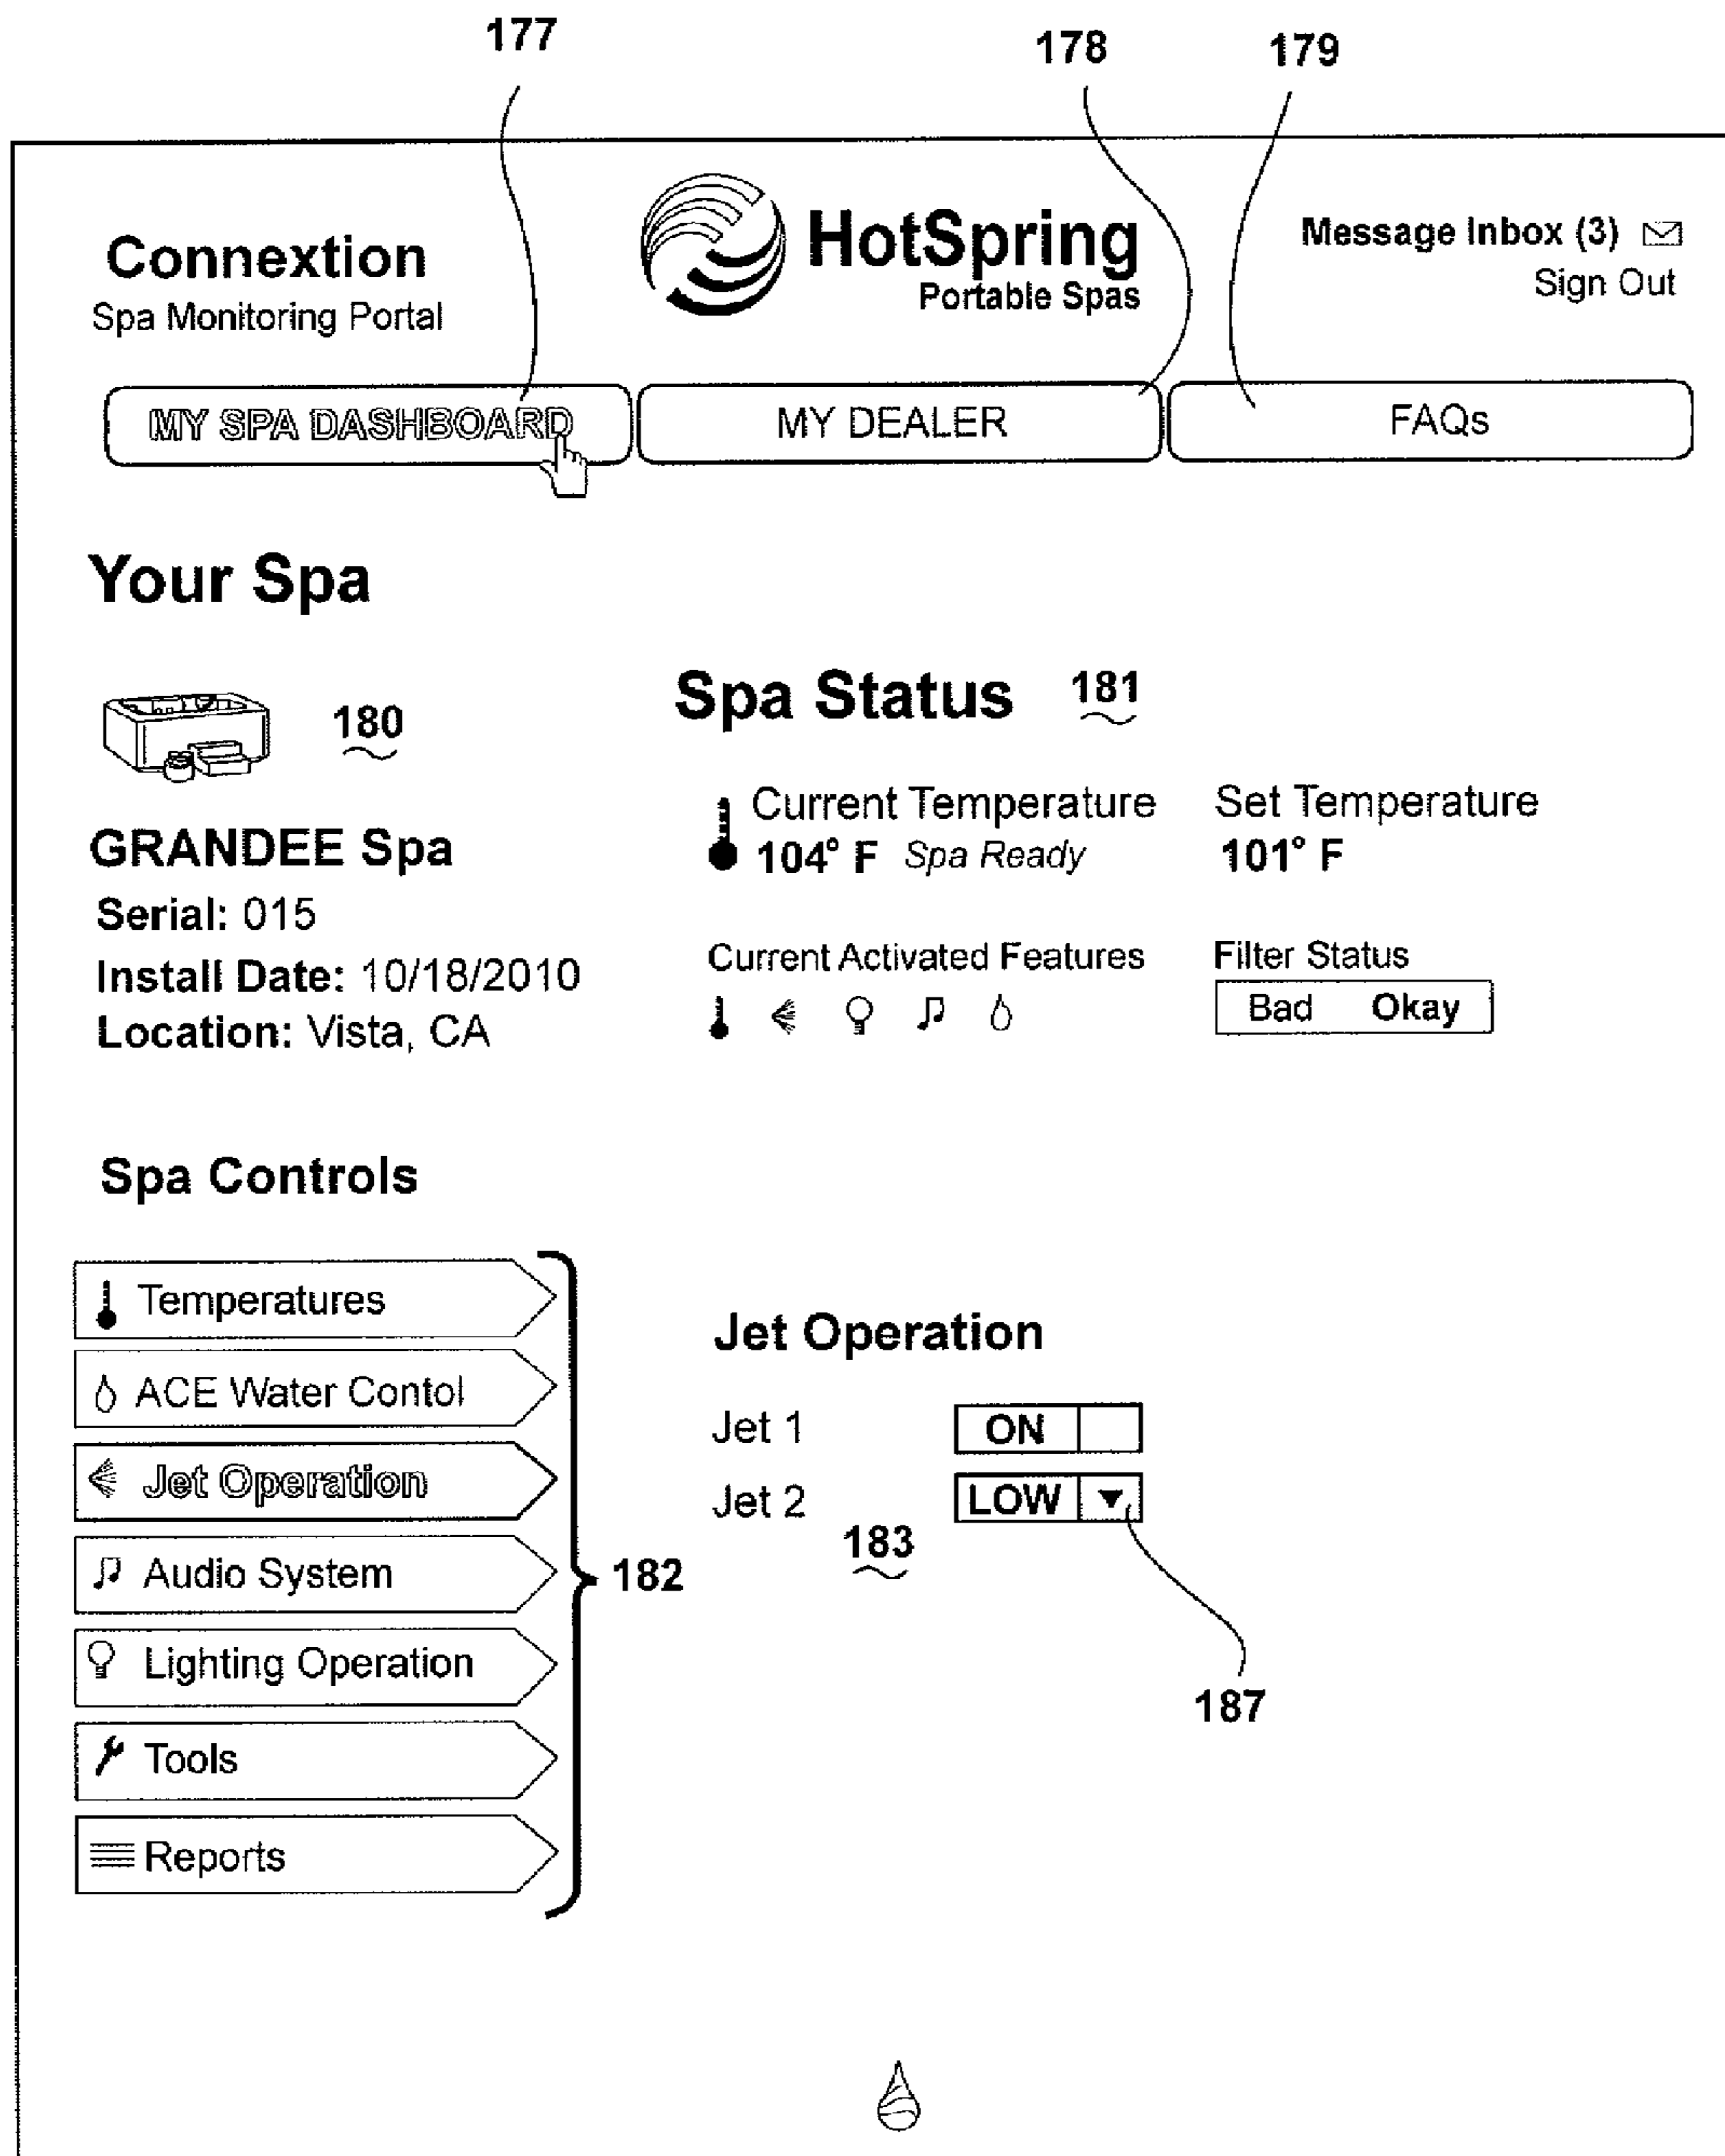 177 178 179
Connextion
Spa Monitoring Portal
HotSpring
Portable Spas
Message Inbox (3)
Sign Out
MY SPA DASHBOARD MY DEALER FAQs
Your Spa
180
GRANDEE Spa
Serial: 015
Install Date: 10/18/2010
Location: Vista, CA
Spa Status 181
Current Temperature Set Temperature
104° F Spa Ready 101° F
Current Activated Features Filter Status
Bad Okay
Spa Controls
Temperatures
ACE Water Contol
Jet Operation
Audio System
Lighting Operation
Tools
Reports
182
Jet Operation
Jet 1 ON
Jet 2 LOW
183
187